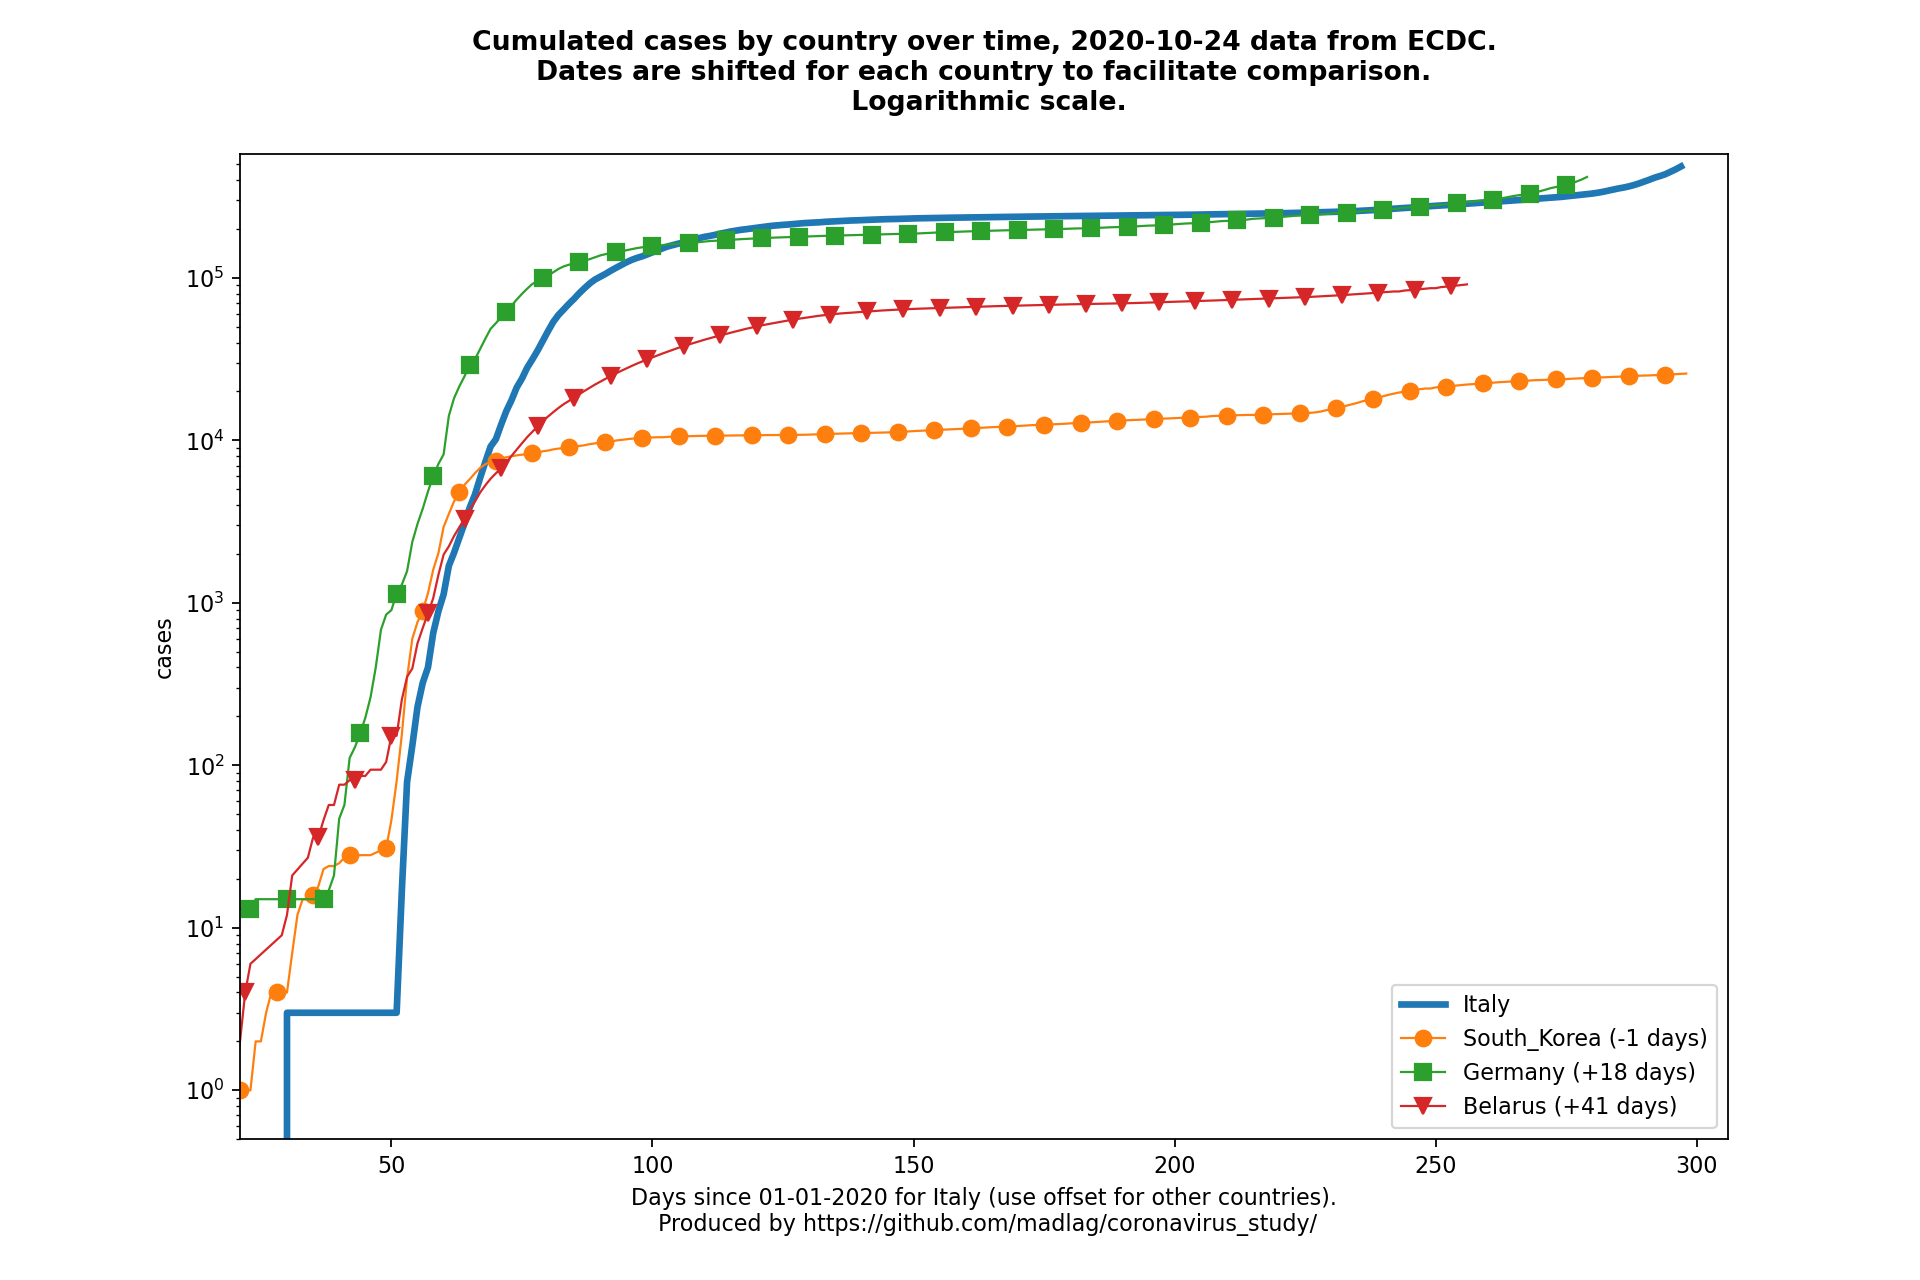 Cumulated cases by country over time, 2020-10-24 data from ECDC.
Dates are shifted for each country to facilitate comparison.
Logarithmic scale.
cases
10^5
10^4
10^3
10^2
10^1
10^0
Italy
South_Korea (-1 days)
Germany (+18 days)
Belarus (+41 days)
50 100 150 200 250 300
Days since 01-01-2020 for Italy (use offset for other countries).
Produced by https://github.com/madlag/coronavirus_study/